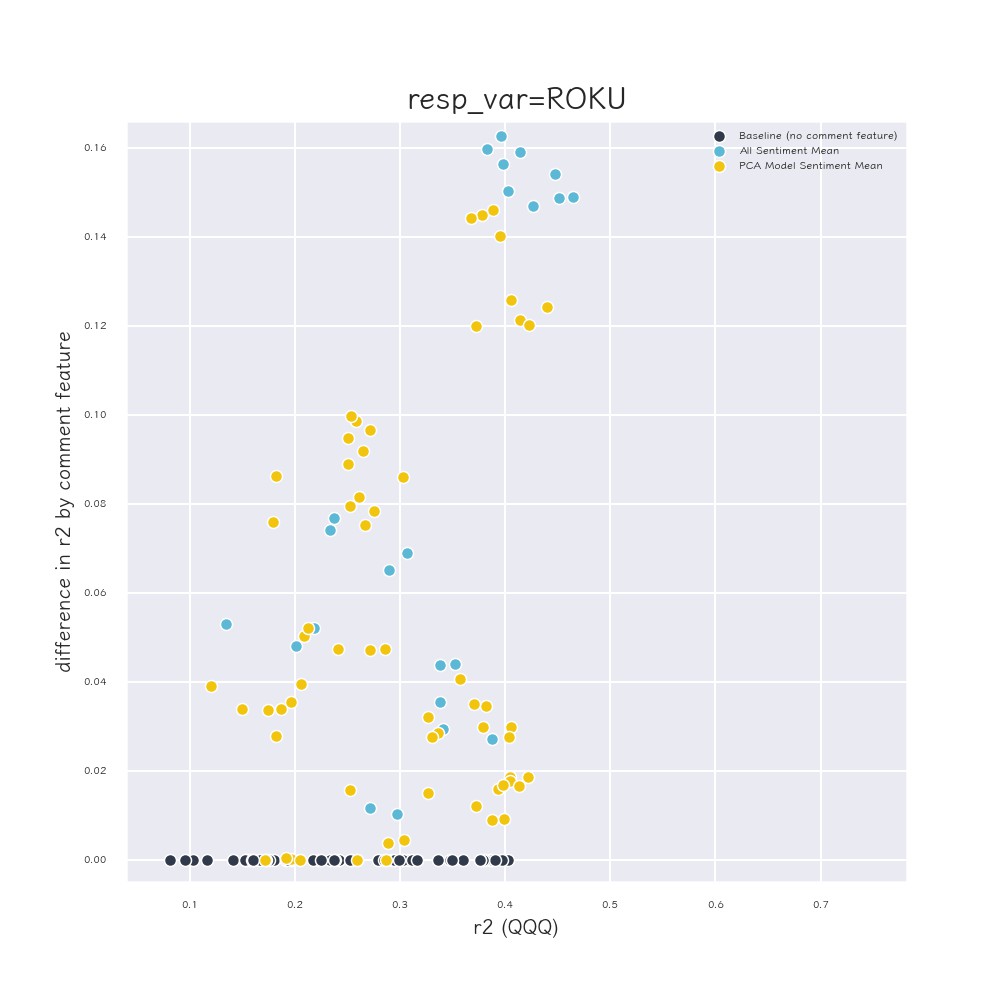 resp_var=ROKU
Baseline (no comment feature)
All Sentiment Mean
PCA Model Sentiment Mean
difference in r2 by comment feature
0.16
0.14
0.12
0.10
0.08
0.06
0.04
0.02
0.00
0.1 0.2 0.3 0.4 0.5 0.6 0.7
r2 (QQQ)